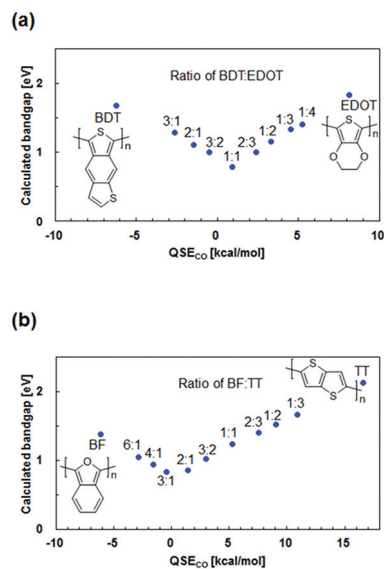 (a)
Calculated bandgap [eV]
2
1
0
Ratio of BDT:EDOT
BDT
EDOT
S
n
S
3:1
2:1
3:2
1:1
2:3
1:2
1:3
1:4
S
n
O
O
-10
-5
0
5
10
QSECO [kcal/mol]
(b)
Calculated bandgap [eV]
2
1
0
Ratio of BF:TT
BF
TT
O
n
S
S
n
6:1
4:1
3:1
2:1
3:2
1:1
2:3
1:2
1:3
-10
-5
0
5
10
15
QSECO [kcal/mol]